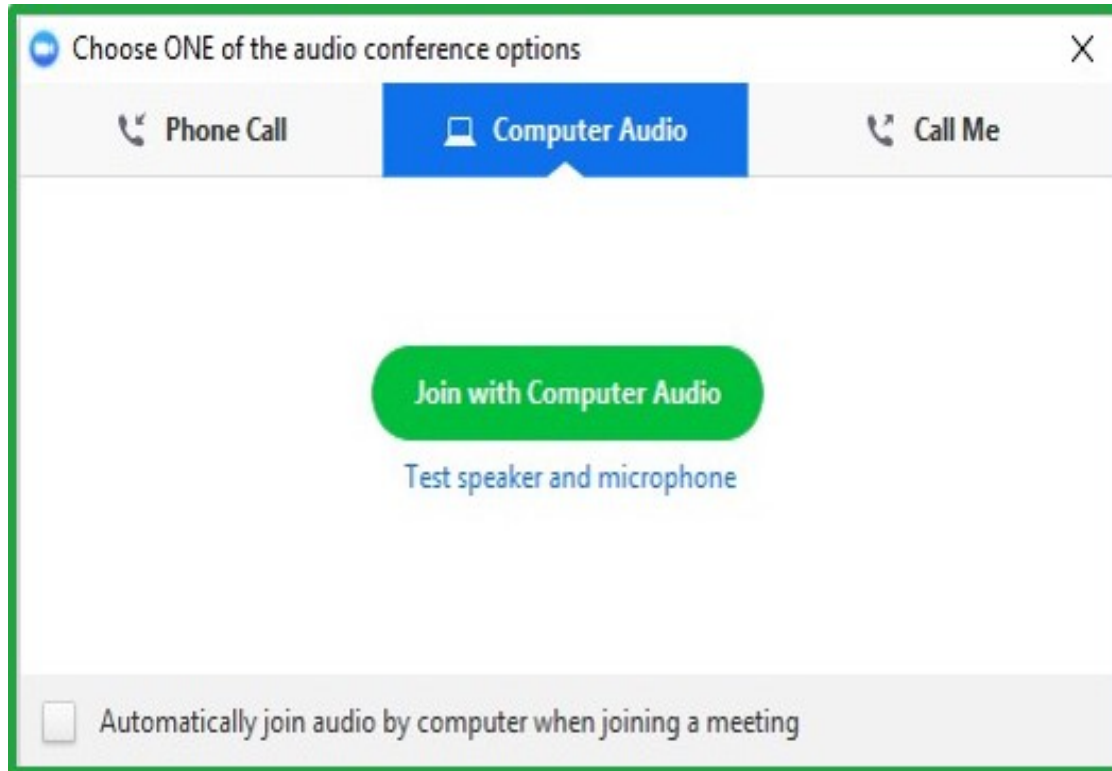 Choose ONE of the audio conference options
Phone Call
Computer Audio
Call Me
Join with Computer Audio
Test speaker and microphone
Automatically join audio by computer when joining a meeting